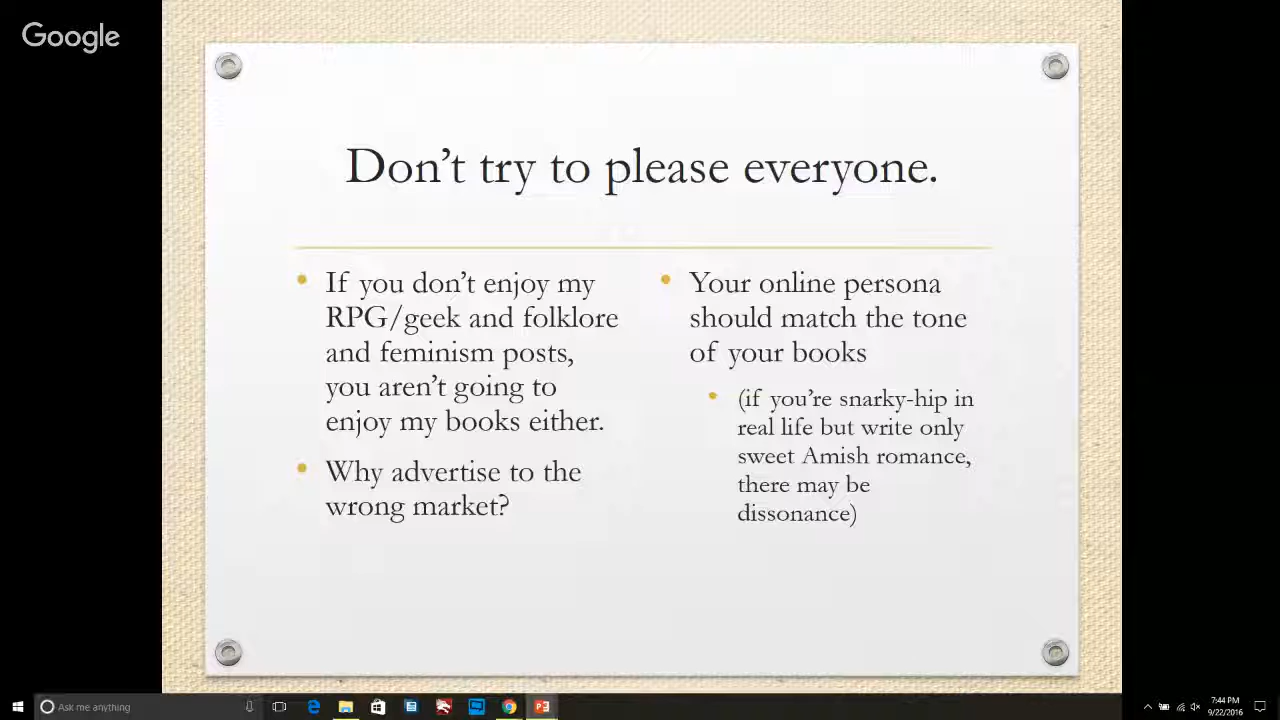 Google
Don't try to please everyone.
If you don't enjoy my
RPG/geek and folklore
and feminism posts,
you aren't going to
enjoy my books either.
Why advertise to the
wrong market?
Your online persona
should match the tone
of your books
(if you're snarky-hip in
real life but write only
sweet Amish romance,
there may be
dissonance)
Ask me anything
7:44 PM
9/22/2016